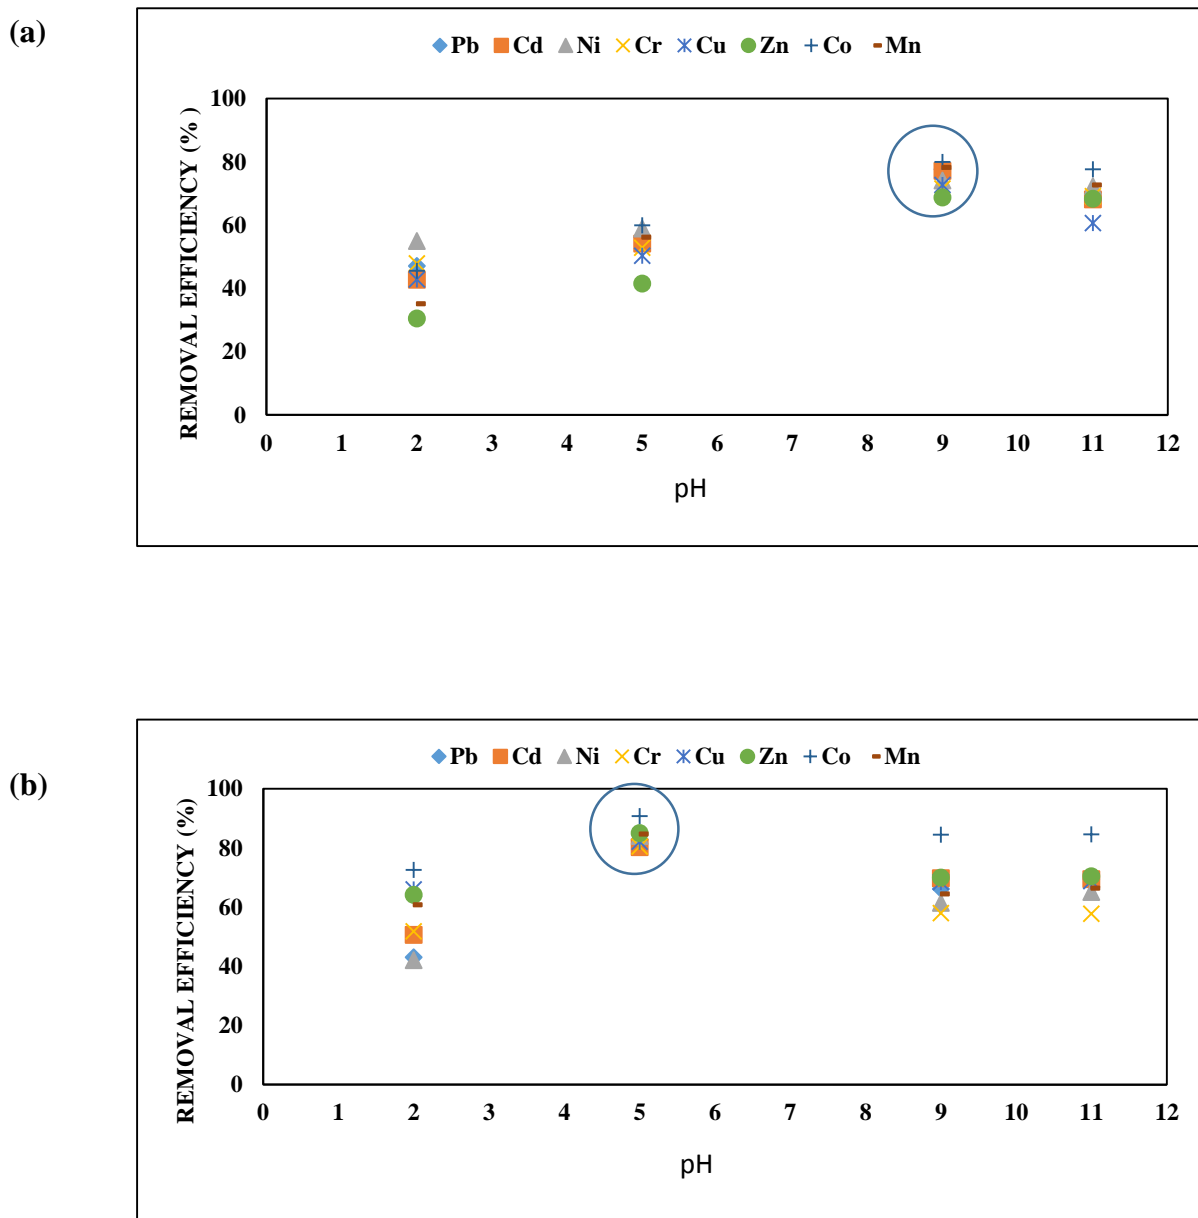 (a)
Pb Cd Ni Cr Cu Zn Co Mn
REMOVAL EFFICIENCY (% )
100
80
60
40
20
0
0 1 2 3 4 5 6 7 8 9 10 11 12
pH
(b)
Pb Cd Ni Cr Cu Zn Co Mn
REMOVAL EFFICIENCY (%)
100
80
60
40
20
0
0 1 2 3 4 5 6 7 8 9 10 11 12
pH